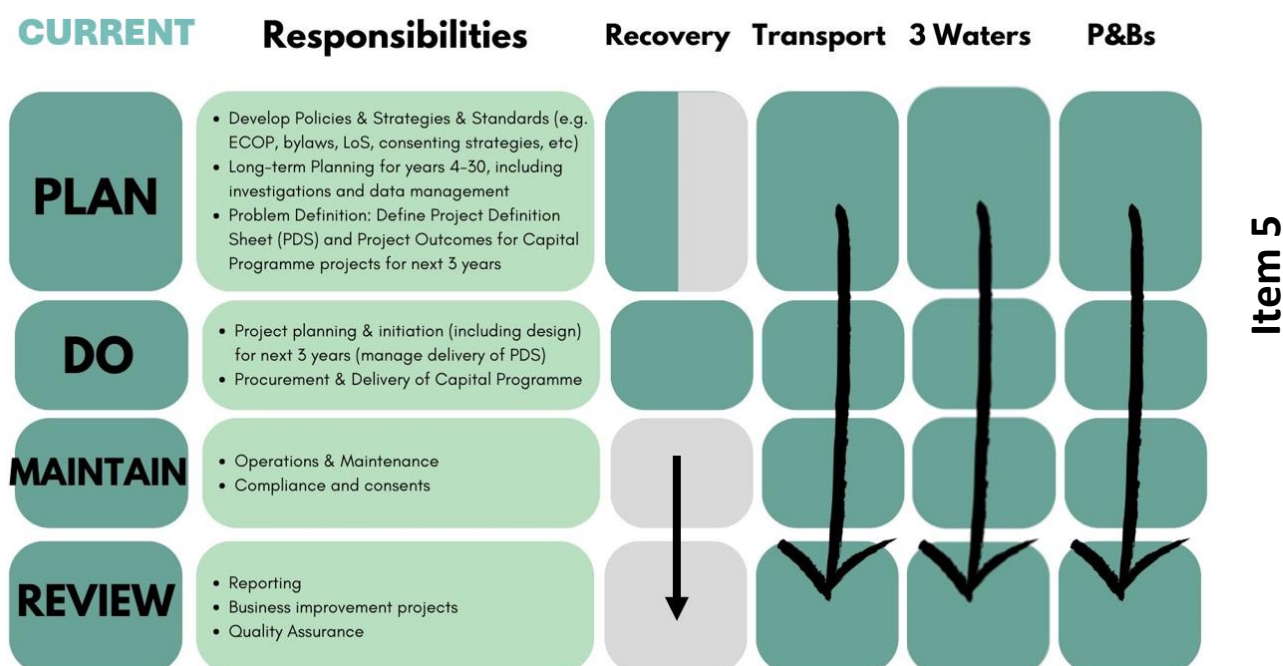 CURRENT Responsibilities Recovery Transport 3 Waters P&Bs
PLAN
• Develop Policies & Strategies & Standards (e.g.
ECOP, bylaws, LoS, consenting strategies, etc)
• Long-term Planning for years 4-30, including
investigations and data management
• Problem Definition: Define Project Definition
Sheet (PDS) and Project Outcomes for Capital
Programme projects for next 3 years
DO
• Project planning & initiation (including design)
for next 3 years (manage delivery of PDS)
• Procurement & Delivery of Capital Programme
MAINTAIN
• Operations & Maintenance
• Compliance and consents
REVIEW
• Reporting
• Business improvement projects
• Quality Assurance
Item 5